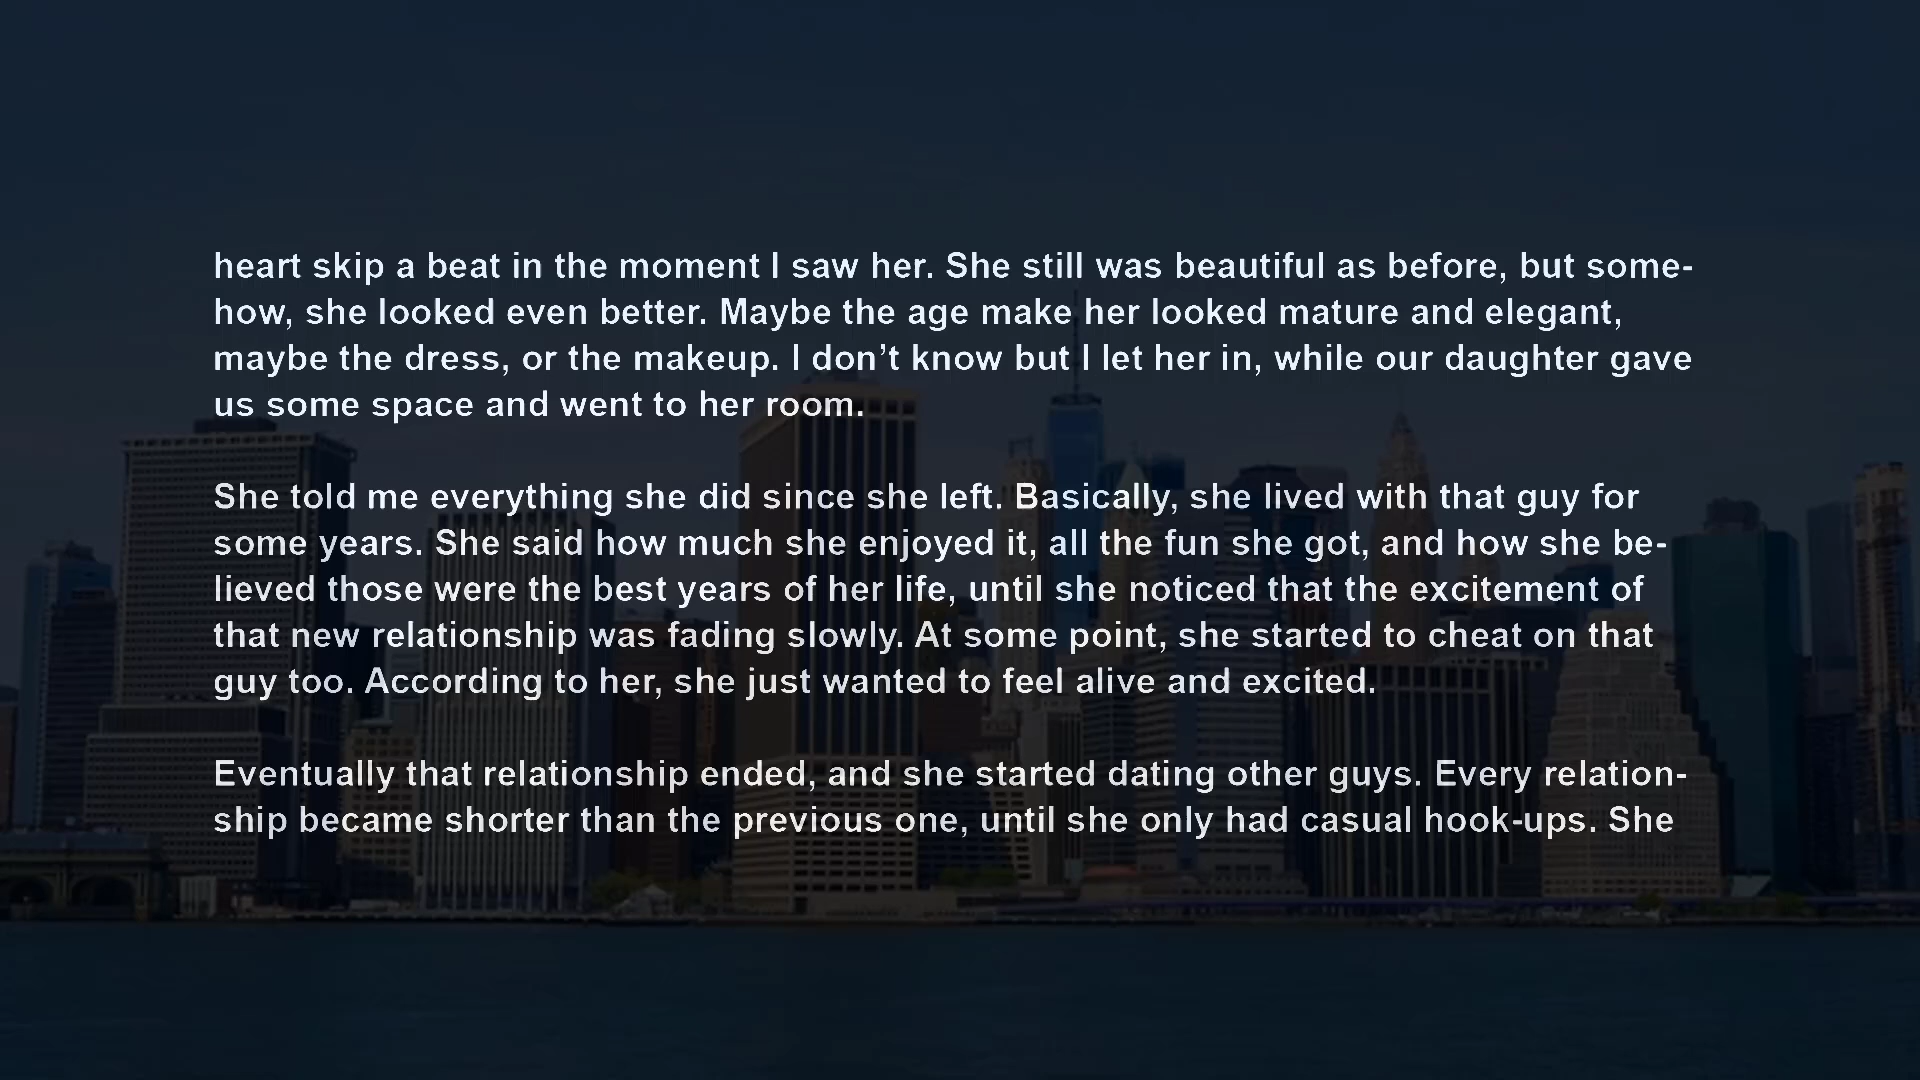 heart skip a beat in the moment I saw her. She still was beautiful as before, but some-
how, she looked even better. Maybe the age make her looked mature and elegant,
maybe the dress, or the makeup. I don’t know but I let her in, while our daughter gave
us some space and went to her room.
She told me everything she did since she left. Basically, she lived with that guy for
some years. She said how much she enjoyed it, all the fun she got, and how she be-
lieved those were the best years of her life, until she noticed that the excitement of
that new relationship was fading slowly. At some point, she started to cheat on that
guy too. According to her, she just wanted to feel alive and excited.
Eventually that relationship ended, and she started dating other guys. Every relation-
ship became shorter than the previous one, until she only had casual hook-ups. She